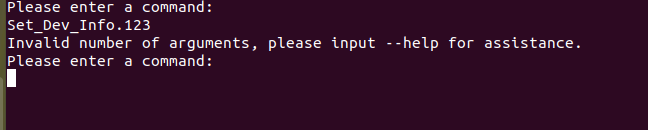 Please enter a command:
Set_Dev_Info.123
Invalid number of arguments, please input --help for assistance.
Please enter a command: